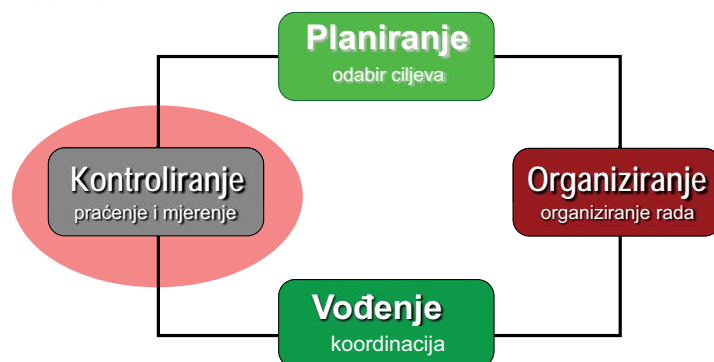 Planiranje
odabir ciljeva
Kontroliranje
praćenje i mjerenje
Organiziranje
organiziranje rada
Vođenje
koordinacija